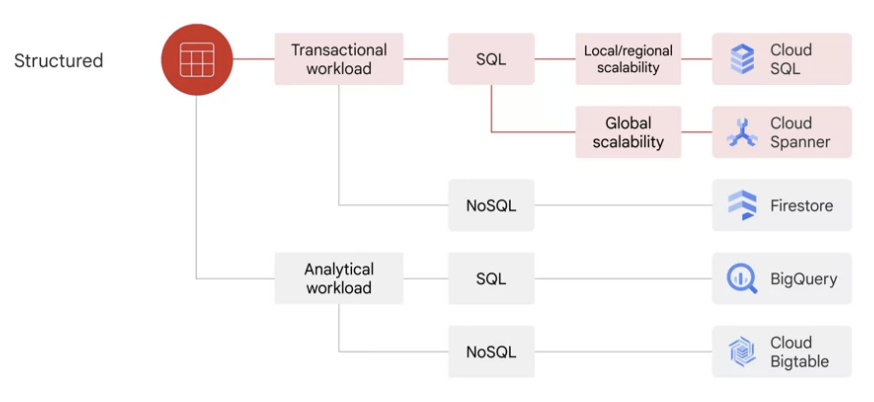 Structured
Transactional
workload
SQL
Local/regional
scalability
Cloud
SQL
Global
scalability
Cloud
Spanner
NoSQL
Firestore
Analytical
workload
SQL
BigQuery
NoSQL
Cloud
Bigtable